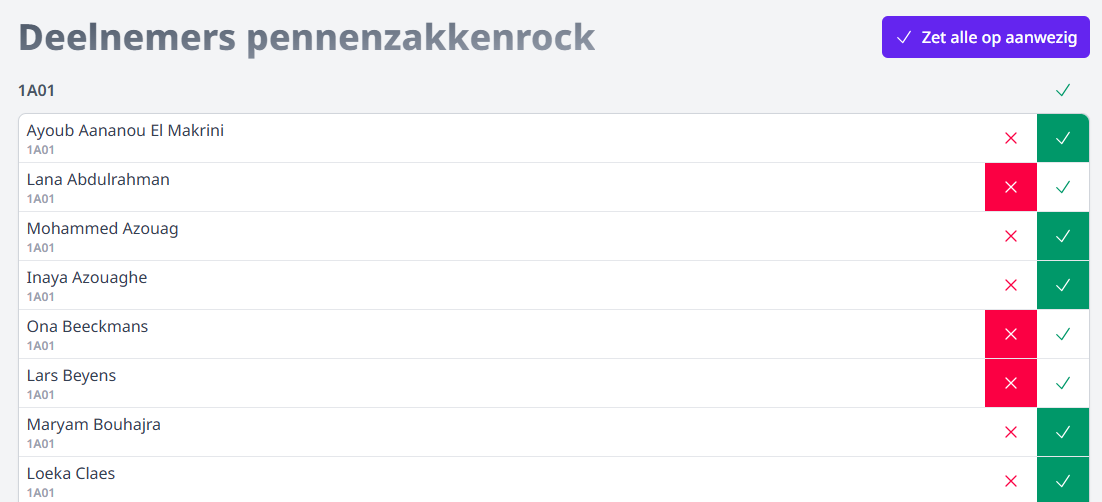 Deelnemers pennenzakkenrock
Zet alle op aanwezig
1A01
Ayoub Aananou El Makrini
1A01
Lana Abdulrahman
1A01
Mohammed Azouag
1A01
Inaya Azouaghe
1A01
Ona Beeckmans
1A01
Lars Beyens
1A01
Maryam Bouhajra
1A01
Loeka Claes
1A01